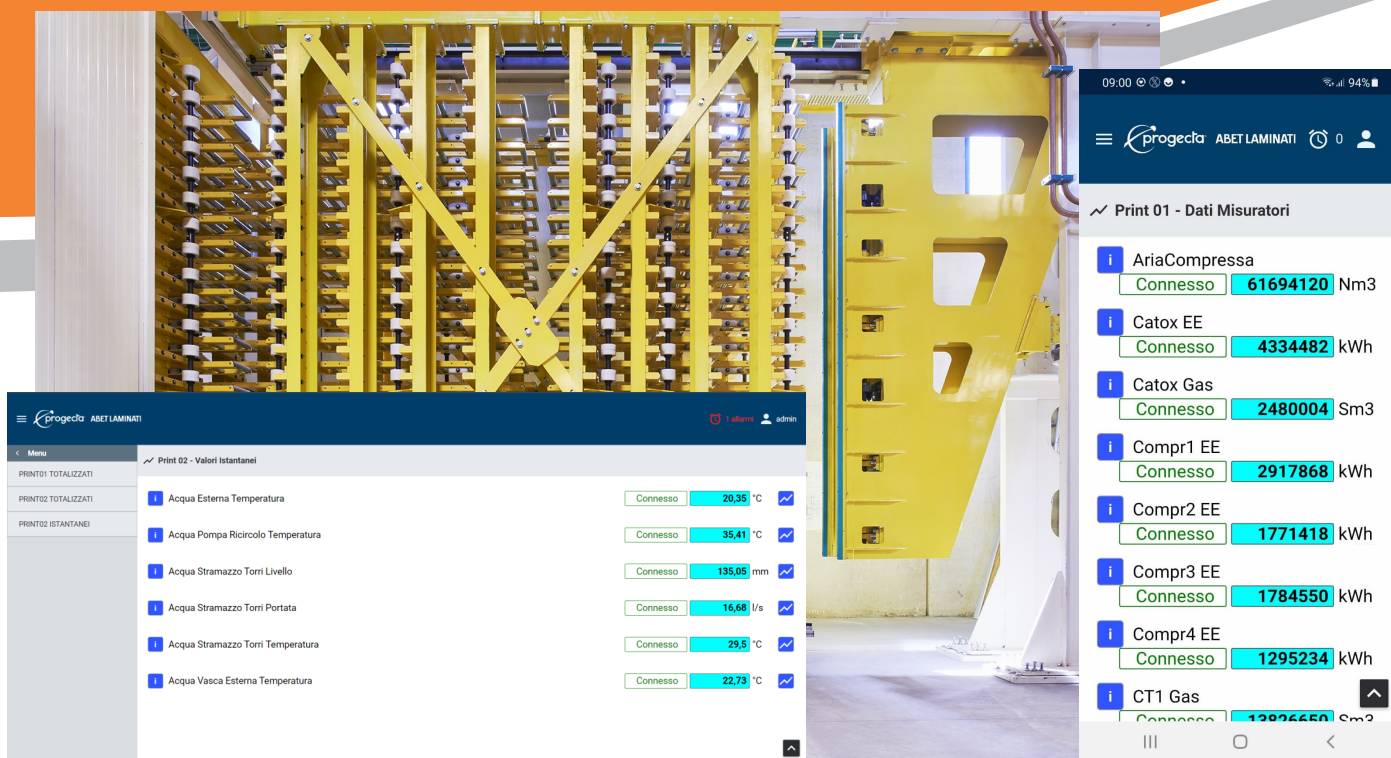 09:00 94%
progecta ABET LAMINATI 0
Print 01 - Dati Misuratori
i AriaCompressa
Connesso 61694120 Nm3
i Catox EE
Connesso 4334482 kWh
i Catox Gas
Connesso 2480004 Sm3
i Compr1 EE
Connesso 2917868 kWh
i Compr2 EE
Connesso 1771418 kWh
i Compr3 EE
Connesso 1784550 kWh
i Compr4 EE
Connesso 1295234 kWh
i CT1 Gas
Connesso 13826650 Sm3
progecta ABET LAMINATI 1 allarmi admin
Menu
PRINT01 TOTALIZZATI
PRINT02 TOTALIZZATI
PRINT02 ISTANTANEI
Print 02 - Valori Istantanei
i Acqua Esterna Temperatura Connesso 20,35 °C
i Acqua Pompa Ricircolo Temperatura Connesso 35,41 °C
i Acqua Stramazzo Torri Livello Connesso 135,05 mm
i Acqua Stramazzo Torri Portata Connesso 16,68 l/s
i Acqua Stramazzo Torri Temperatura Connesso 29,5 °C
i Acqua Vasca Esterna Temperatura Connesso 22,73 °C